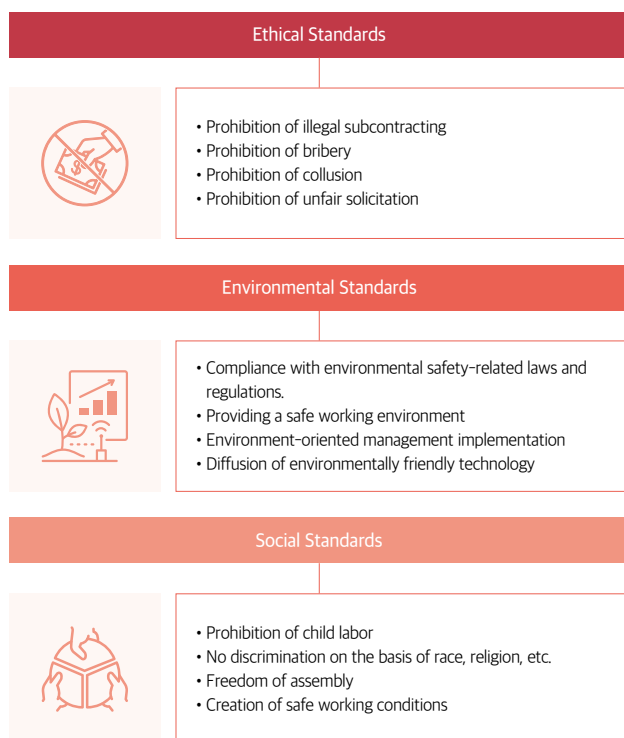 Ethical Standards
$
• Prohibition of illegal subcontracting
• Prohibition of bribery
• Prohibition of collusion
• Prohibition of unfair solicitation
Environmental Standards
• Compliance with environmental safety-related laws and
regulations.
• Providing a safe working environment
• Environment-oriented management implementation
• Diffusion of environmentally friendly technology
Social Standards
• Prohibition of child labor
• No discrimination on the basis of race, religion, etc.
• Freedom of assembly
• Creation of safe working conditions